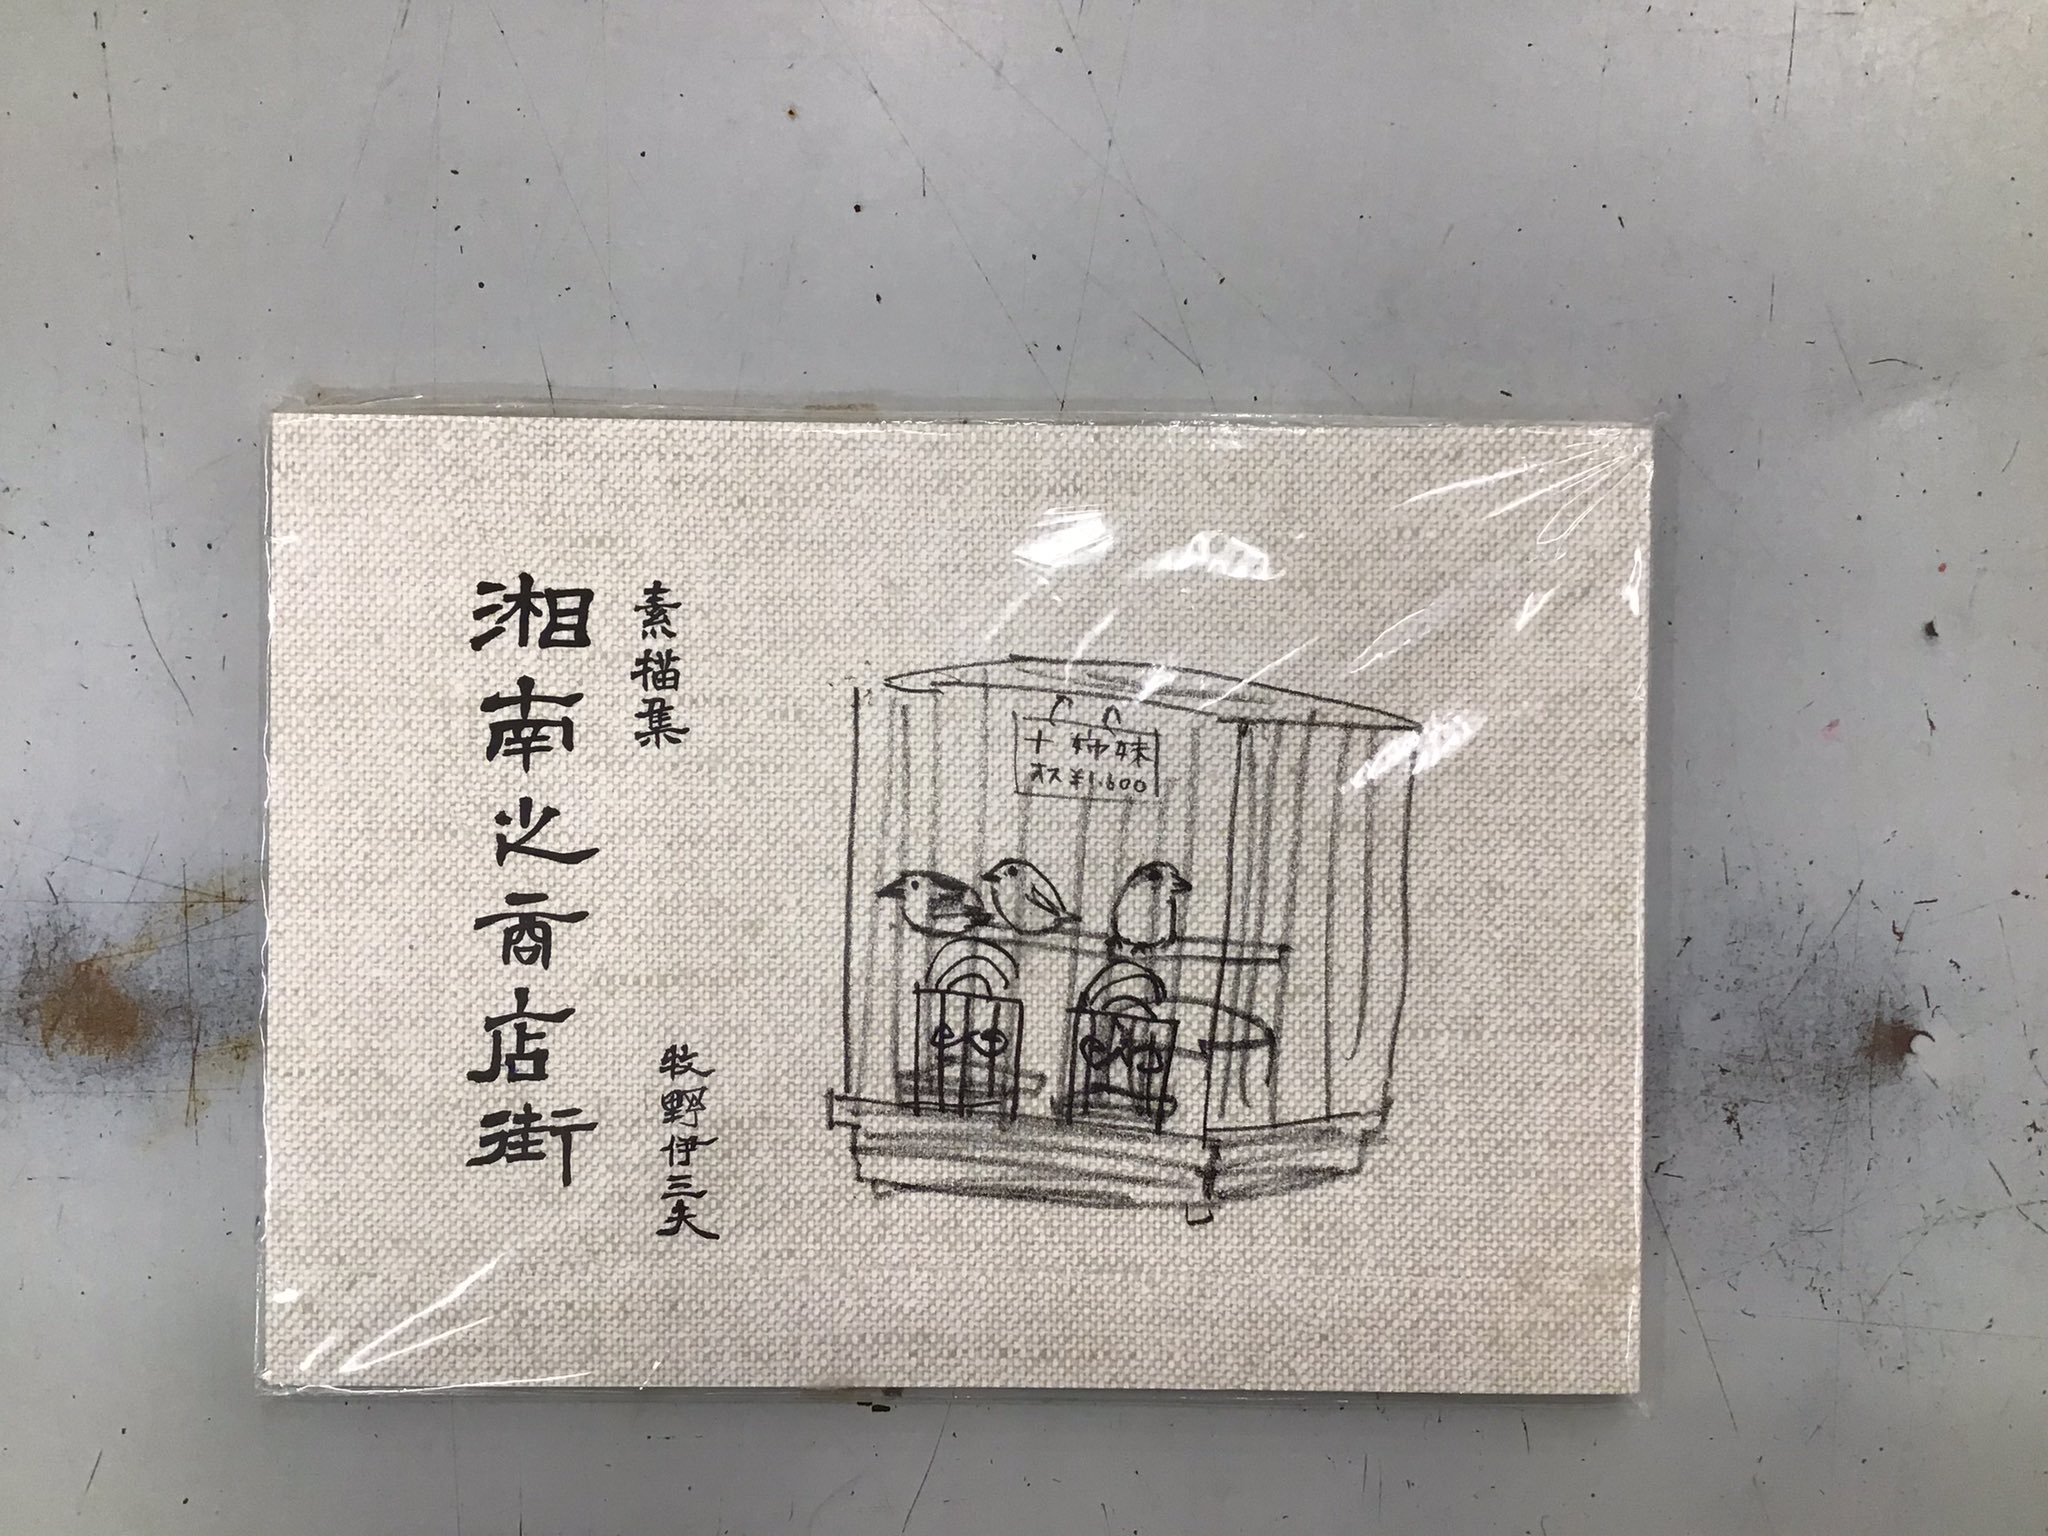 素描集
湘南之商店街
牧野伊三夫
十姉妹
オス¥1.600